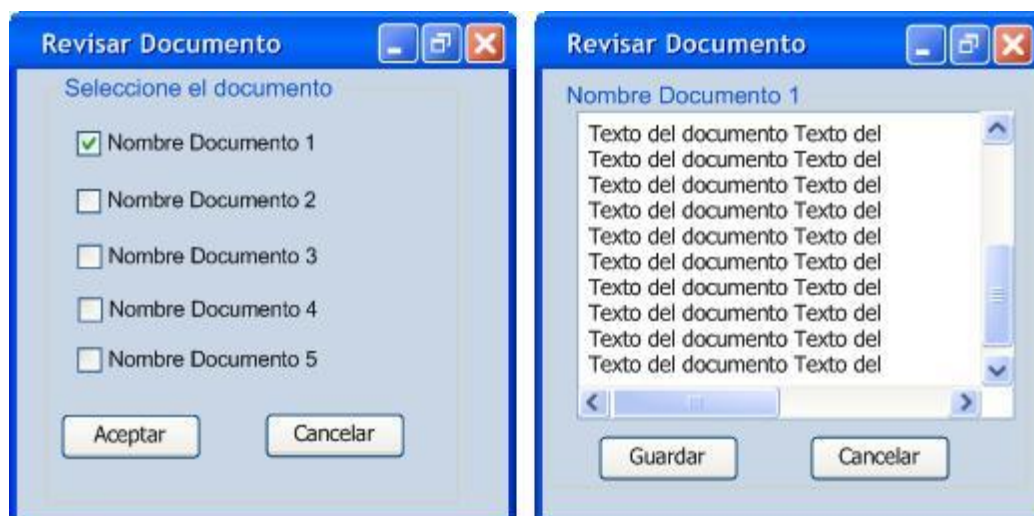 Revisar Documento
Seleccione el documento
Nombre Documento 1
Nombre Documento 2
Nombre Documento 3
Nombre Documento 4
Nombre Documento 5
Aceptar
Cancelar
Revisar Documento
Nombre Documento 1
Texto del documento Texto del
Texto del documento Texto del
Texto del documento Texto del
Texto del documento Texto del
Texto del documento Texto del
Texto del documento Texto del
Texto del documento Texto del
Texto del documento Texto del
Texto del documento Texto del
Texto del documento Texto del
Guardar
Cancelar